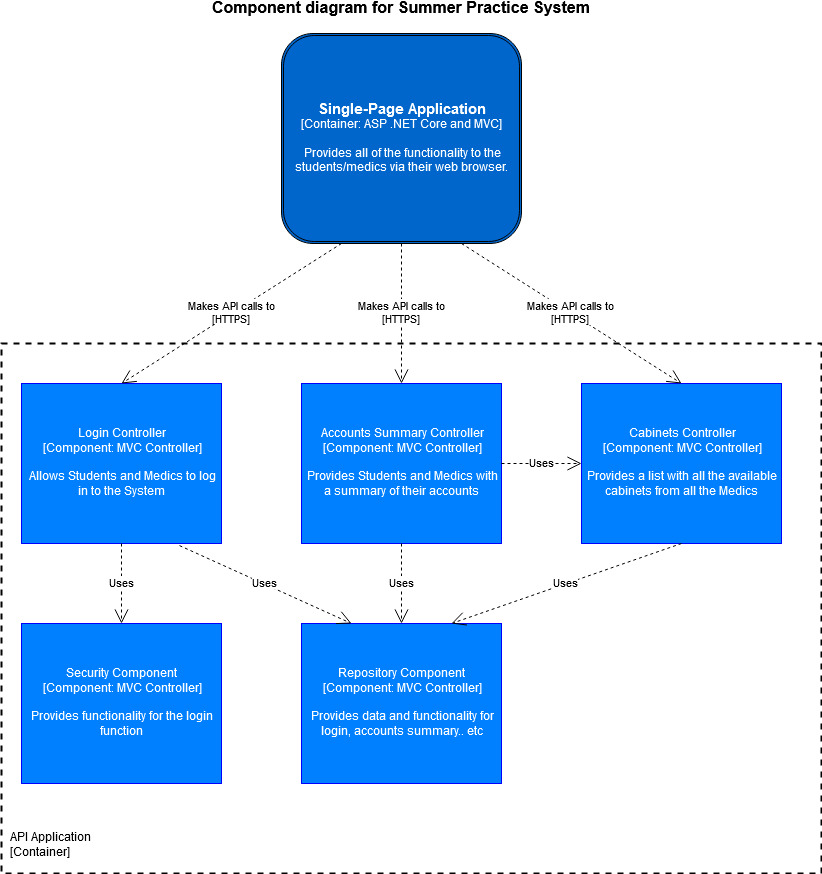 Component diagram for Summer Practice System
Single-Page Application
[Container: ASP .NET Core and MVC]
Provides all of the functionality to the
students/medics via their web browser.
Makes API calls to
[HTTPS]
Makes API calls to
[HTTPS]
Makes API calls to
[HTTPS]
Login Controller
[Component: MVC Controller]
Allows Students and Medics to log
in to the System
Accounts Summary Controller
[Component: MVC Controller]
Provides Students and Medics with
a summary of their accounts
Uses
Cabinets Controller
[Component: MVC Controller]
Provides a list with all the available
cabinets from all the Medics
Uses
Uses
Uses
Uses
Security Component
[Component: MVC Controller]
Provides functionality for the login
function
Repository Component
[Component: MVC Controller]
Provides data and functionality for
login, accounts summary.. etc
API Application
[Container]